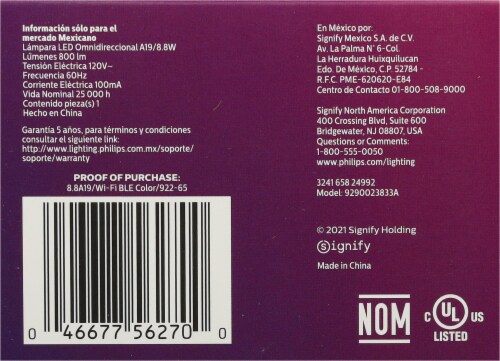 Información sólo para el
mercado Mexicano
Lámpara LED Omnidireccional A19/8.8W
Lúmenes 800 lm
Tensión Eléctrica 120V~
Frecuencia 60Hz
Corriente Eléctrica 100mA
Vida Nominal 25 000 h
Contenido pieza(s) 1
Hecho en China
Garantía 5 años, para términos y condiciones
consultar el siguiente link:
http://www.lighting.philips.com.mx/soporte/
soporte/warranty
PROOF OF PURCHASE:
8.8A19/Wi-Fi BLE Color/922-65
0 46677 56270 0
En México por:
Signify Mexico S.A. de C.V.
Av. La Palma N° 6-Col.
La Herradura Huixquilucan
Edo. De México, C.P. 52784 -
R.F.C. PME-620620-E84
Centro de Contacto 01-800-508-9000
Signify North America Corporation
400 Crossing Blvd, Suite 600
Bridgewater, NJ 08807, USA
Questions or Comments:
1-800-555-0050
www.philips.com/lighting
3241 658 24992
Model: 9290023833A
© 2021 Signify Holding
Signify
Made in China
NOM
C UL US
LISTED